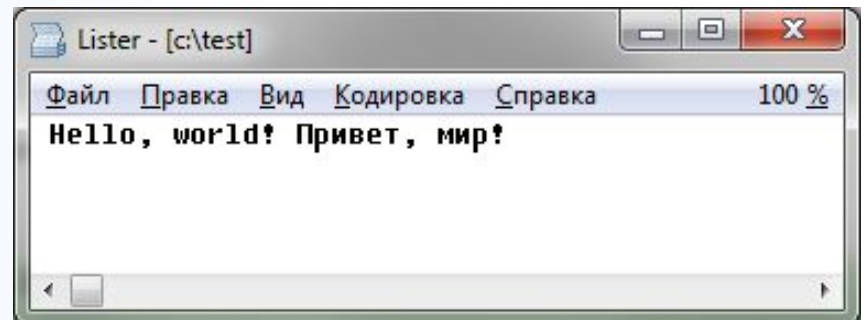 Lister - [c:\test]
Файл Правка Вид Кодировка Справка 100 %
Hello, world! Привет, мир!